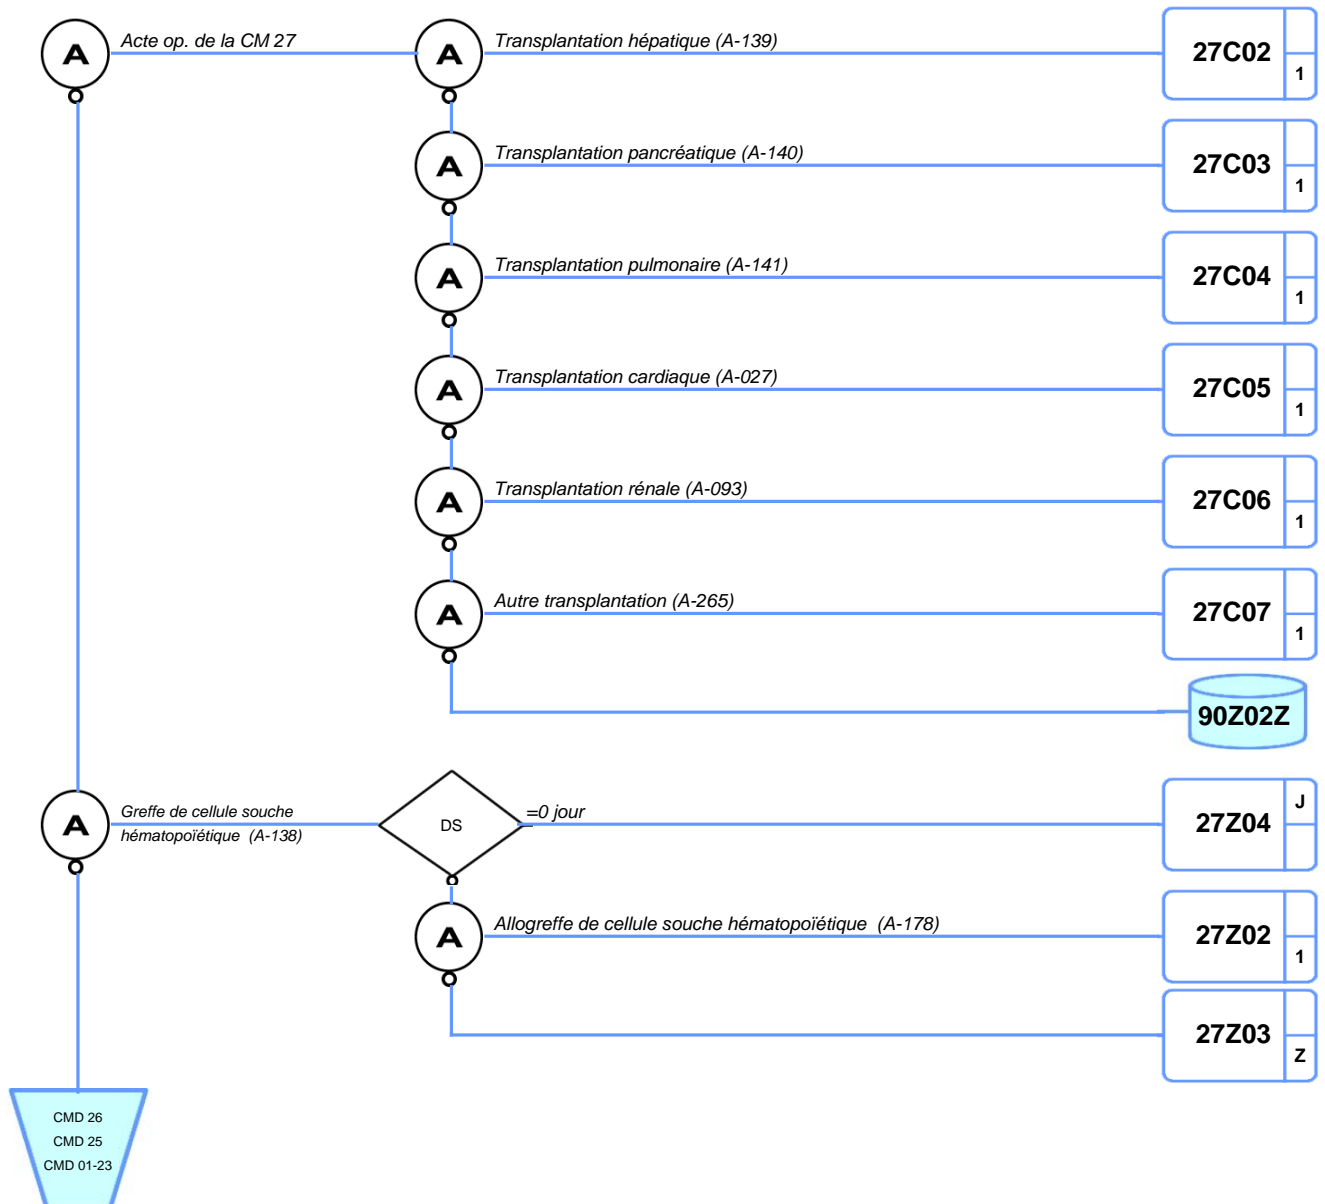 A
Acte op. de la CM 27
A
Transplantation hépatique (A-139)
27C02
1
A
Transplantation pancréatique (A-140)
27C03
1
A
Transplantation pulmonaire (A-141)
27C04
1
A
Transplantation cardiaque (A-027)
27C05
1
A
Transplantation rénale (A-093)
27C06
1
A
Autre transplantation (A-265)
27C07
1
90Z02Z
A
Greffe de cellule souche
hématopoïétique (A-138)
DS
=0 jour
27Z04
J
A
Allogreffe de cellule souche hématopoïétique (A-178)
27Z02
1
27Z03
Z
CMD 26
CMD 25
CMD 01-23